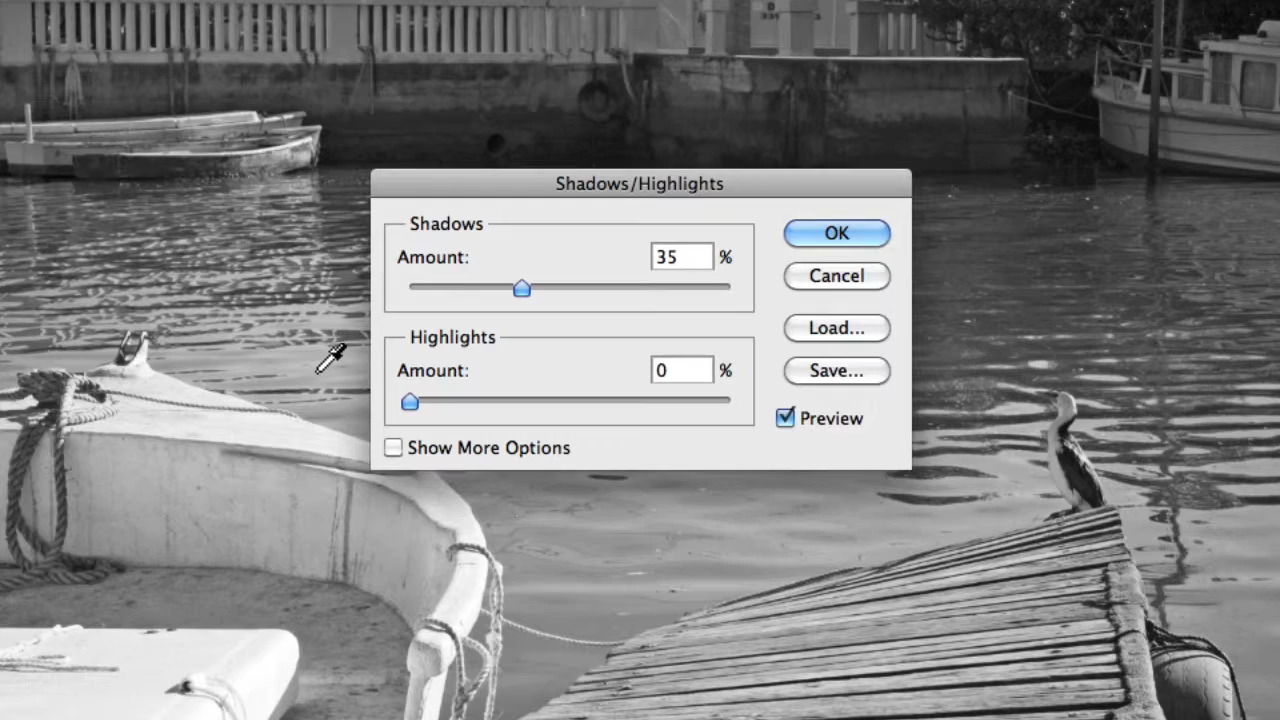 Shadows/Highlights
Shadows
Amount: 35 %
Highlights
Amount: 0 %
Show More Options
OK
Cancel
Load...
Save...
Preview